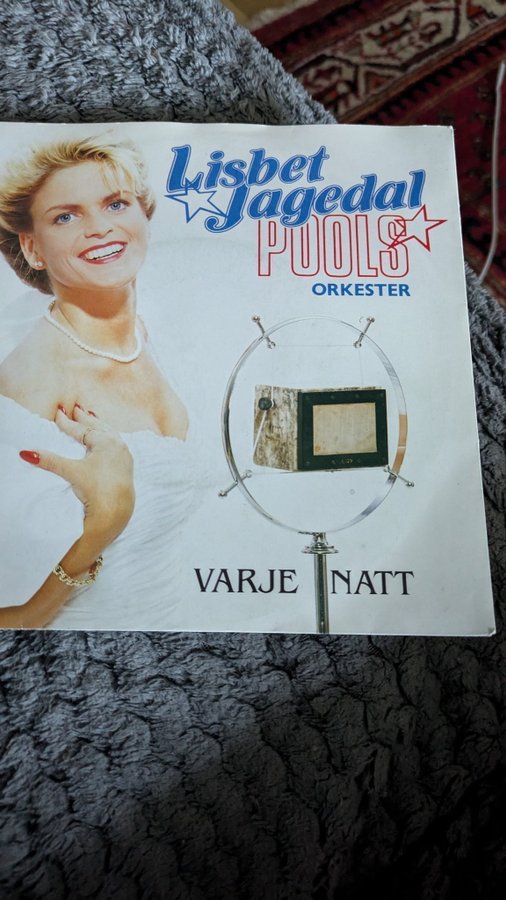 Lisbet
Jagedal
POOLS
ORKESTER
VARJE NATT